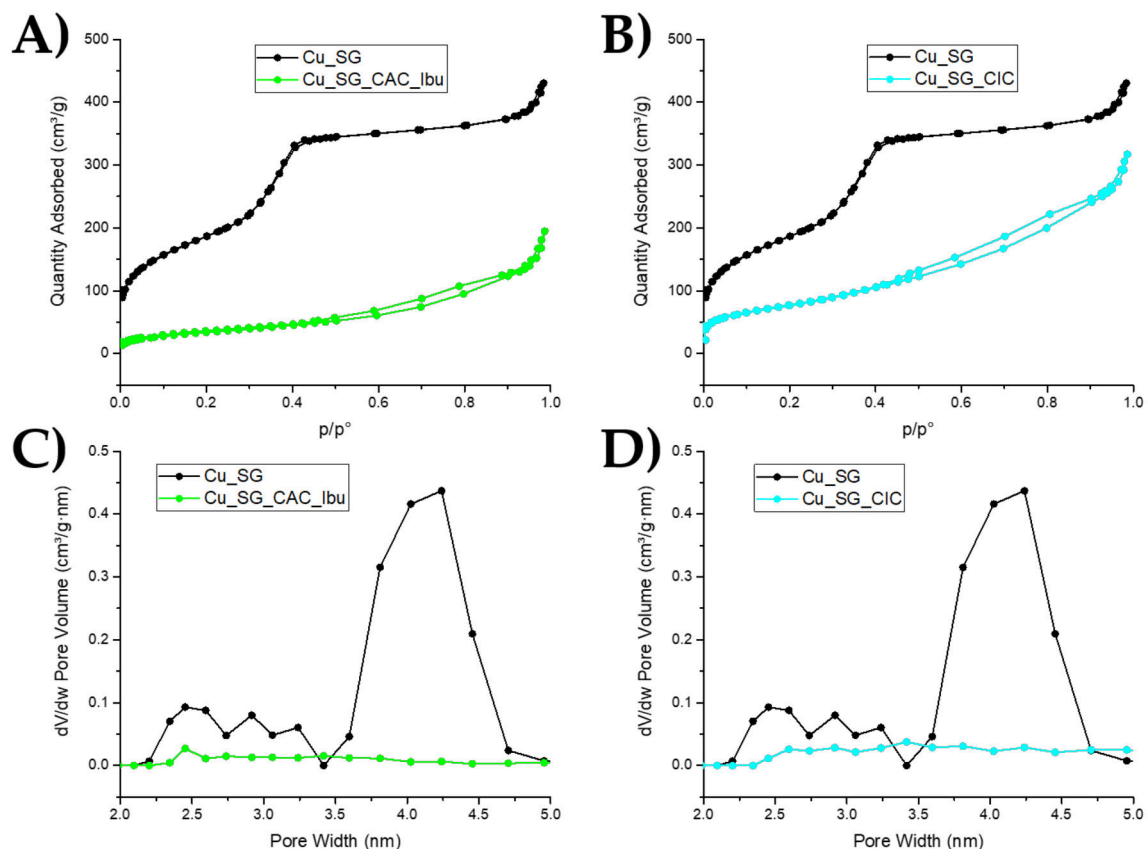 A)
Cu_SG
Cu_SG_CAC_Ibu
Quantity Adsorbed (cm³/g)
500
400
300
200
100
0
0.0 0.2 0.4 0.6 0.8 1.0
p/p°
B)
Cu_SG
Cu_SG_CIC
Quantity Adsorbed (cm³/g)
500
400
300
200
100
0
0.0 0.2 0.4 0.6 0.8 1.0
p/p°
C)
Cu_SG
Cu_SG_CAC_Ibu
dV/dw Pore Volume (cm³/g·nm)
0.5
0.4
0.3
0.2
0.1
0.0
2.0 2.5 3.0 3.5 4.0 4.5 5.0
Pore Width (nm)
D)
Cu_SG
Cu_SG_CIC
dV/dw Pore Volume (cm³/g·nm)
0.5
0.4
0.3
0.2
0.1
0.0
2.0 2.5 3.0 3.5 4.0 4.5 5.0
Pore Width (nm)